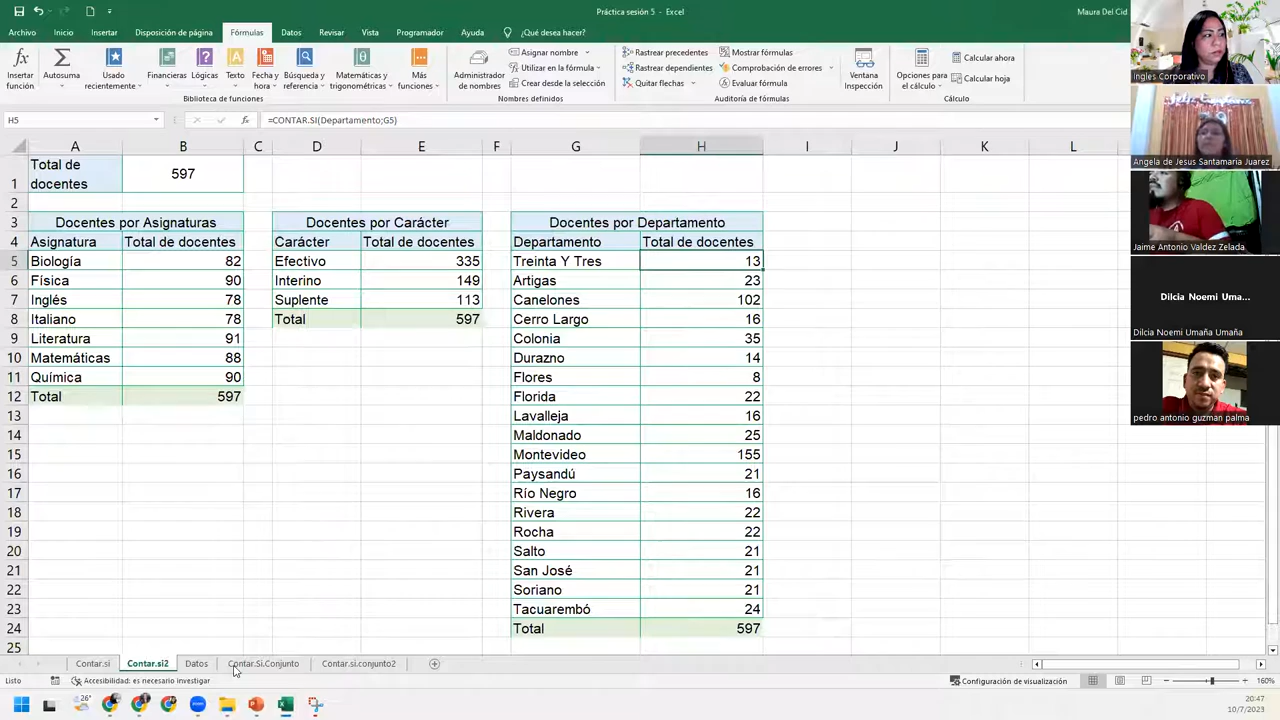 Práctica sesión 5 - Excel
Maura Del Cid
Archivo Inicio Insertar Disposición de página Fórmulas Datos Revisar Vista Programador Ayuda ¿Qué desea hacer?
Insertar función
Autosuma
Usado recientemente
Financieras
Lógicas
Texto
Fecha y hora
Búsqueda y referencia
Matemáticas y trigonométricas
Más funciones
Biblioteca de funciones
Administrador de nombres
Asignar nombre
Utilizar en la fórmula
Crear desde la selección
Nombres definidos
Rastrear precedentes
Rastrear dependientes
Quitar flechas
Mostrar fórmulas
Comprobación de errores
Evaluar fórmula
Auditoría de fórmulas
Ventana Inspección
Opciones para el cálculo
Calcular ahora
Calcular hoja
Cálculo
H5 fx =CONTAR.SI(Departamento;G5)
A B C D E F G H I J K L
1 Total de docentes 597
2
3 Docentes por Asignaturas Docentes por Carácter Docentes por Departamento
4 Asignatura Total de docentes Carácter Total de docentes Departamento Total de docentes
5 Biología 82 Efectivo 335 Treinta Y Tres 13
6 Física 90 Interino 149 Artigas 23
7 Inglés 78 Suplente 113 Canelones 102
8 Italiano 78 Total 597 Cerro Largo 16
9 Literatura 91 Colonia 35
10 Matemáticas 88 Durazno 14
11 Química 90 Flores 8
12 Total 597 Florida 22
13 Lavalleja 16
14 Maldonado 25
15 Montevideo 155
16 Paysandú 21
17 Río Negro 16
18 Rivera 22
19 Rocha 22
20 Salto 21
21 San José 21
22 Soriano 21
23 Tacuarembó 24
24 Total 597
25
Contar.si Contar.si2 Datos Contar.Si.Conjunto Contar.si.conjunto2
Listo Accesibilidad: es necesario investigar Configuración de visualización 160%
26°
20:47
10/7/2023
Ingles Corporativo
Angela de Jesus Santamaria Juarez
Jaime Antonio Valdez Zelada
Dilcia Noemi Uma...
Dilcia Noemi Umaña Umaña
pedro antonio guzman palma